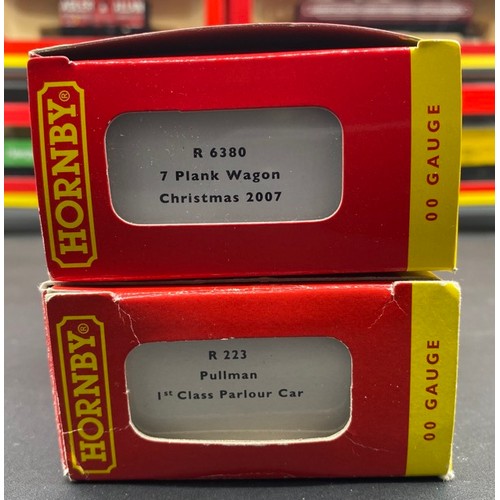 HORNBY®
R 6380
7 Plank Wagon
Christmas 2007
00 GAUGE
HORNBY®
R 223
Pullman
1st Class Parlour Car
00 GAUGE